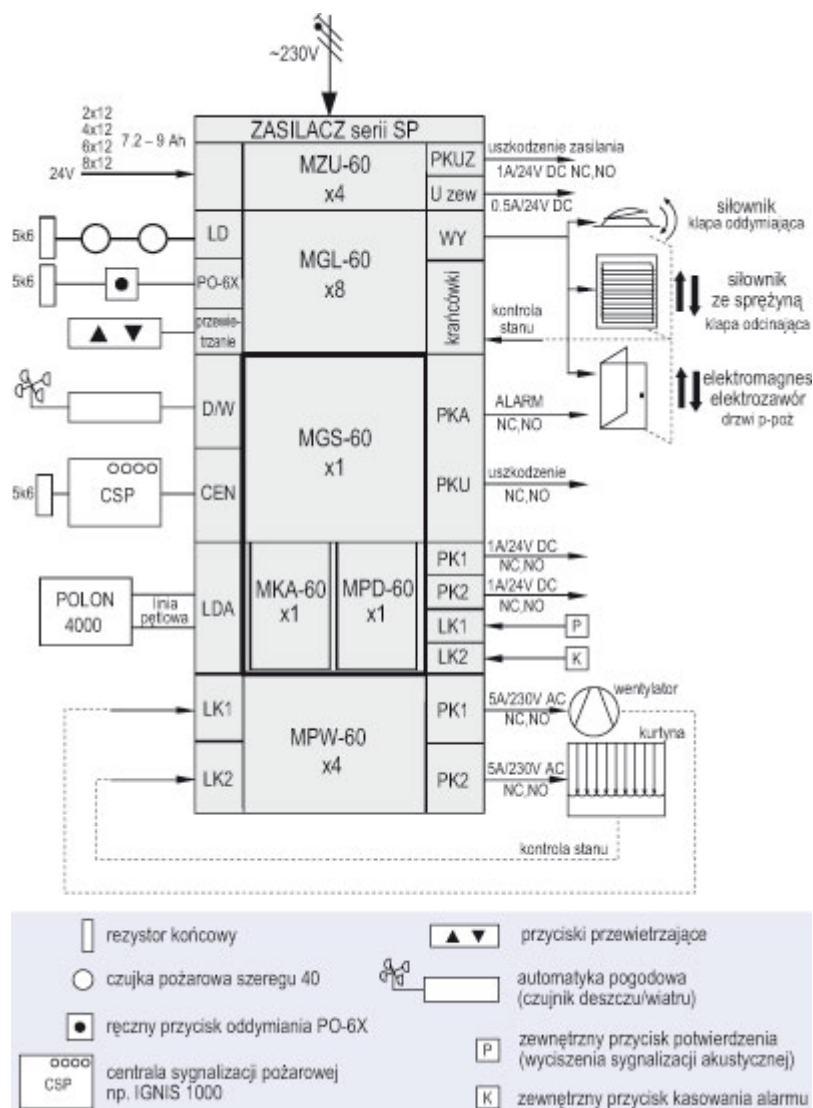 ~230V
2x12
4x12
6x12
8x12
7.2 – 9 Ah
24V
ZASILACZ serii SP
MZU-60
x4
PKUZ
uszkodzenie zasilania
1A/24V DC NC,NO
U zew
0.5A/24V DC
5k6
LD
MGL-60
x8
WY
siłownik
klapa oddymiająca
5k6
PO-6X
krańcówki
siłownik
ze sprężyną
klapa odcinająca
przewie-
trzanie
kontrola
stanu
D/W
MGS-60
x1
PKA
ALARM
NC,NO
elektromagnes
elektrozawór
drzwi p-poż
5k6
CSP
CEN
PKU
uszkodzenie
NC,NO
POLON
4000
linia
pętlowa
LDA
MKA-60
x1
MPD-60
x1
PK1
1A/24V DC
NC,NO
PK2
1A/24V DC
NC,NO
LK1
P
LK2
K
LK1
MPW-60
x4
PK1
5A/230V AC
NC,NO
wentylator
kurtyna
LK2
PK2
5A/230V AC
NC,NO
kontrola stanu
rezystor końcowy
czujka pożarowa szeregu 40
ręczny przycisk oddymiania PO-6X
CSP
centrala sygnalizacji pożarowej
np. IGNIS 1000
przyciski przewietrzające
automatyka pogodowa
(czujnik deszczu/wiatru)
P
zewnętrzny przycisk potwierdzenia
(wyciszenia sygnalizacji akustycznej)
K
zewnętrzny przycisk kasowania alarmu